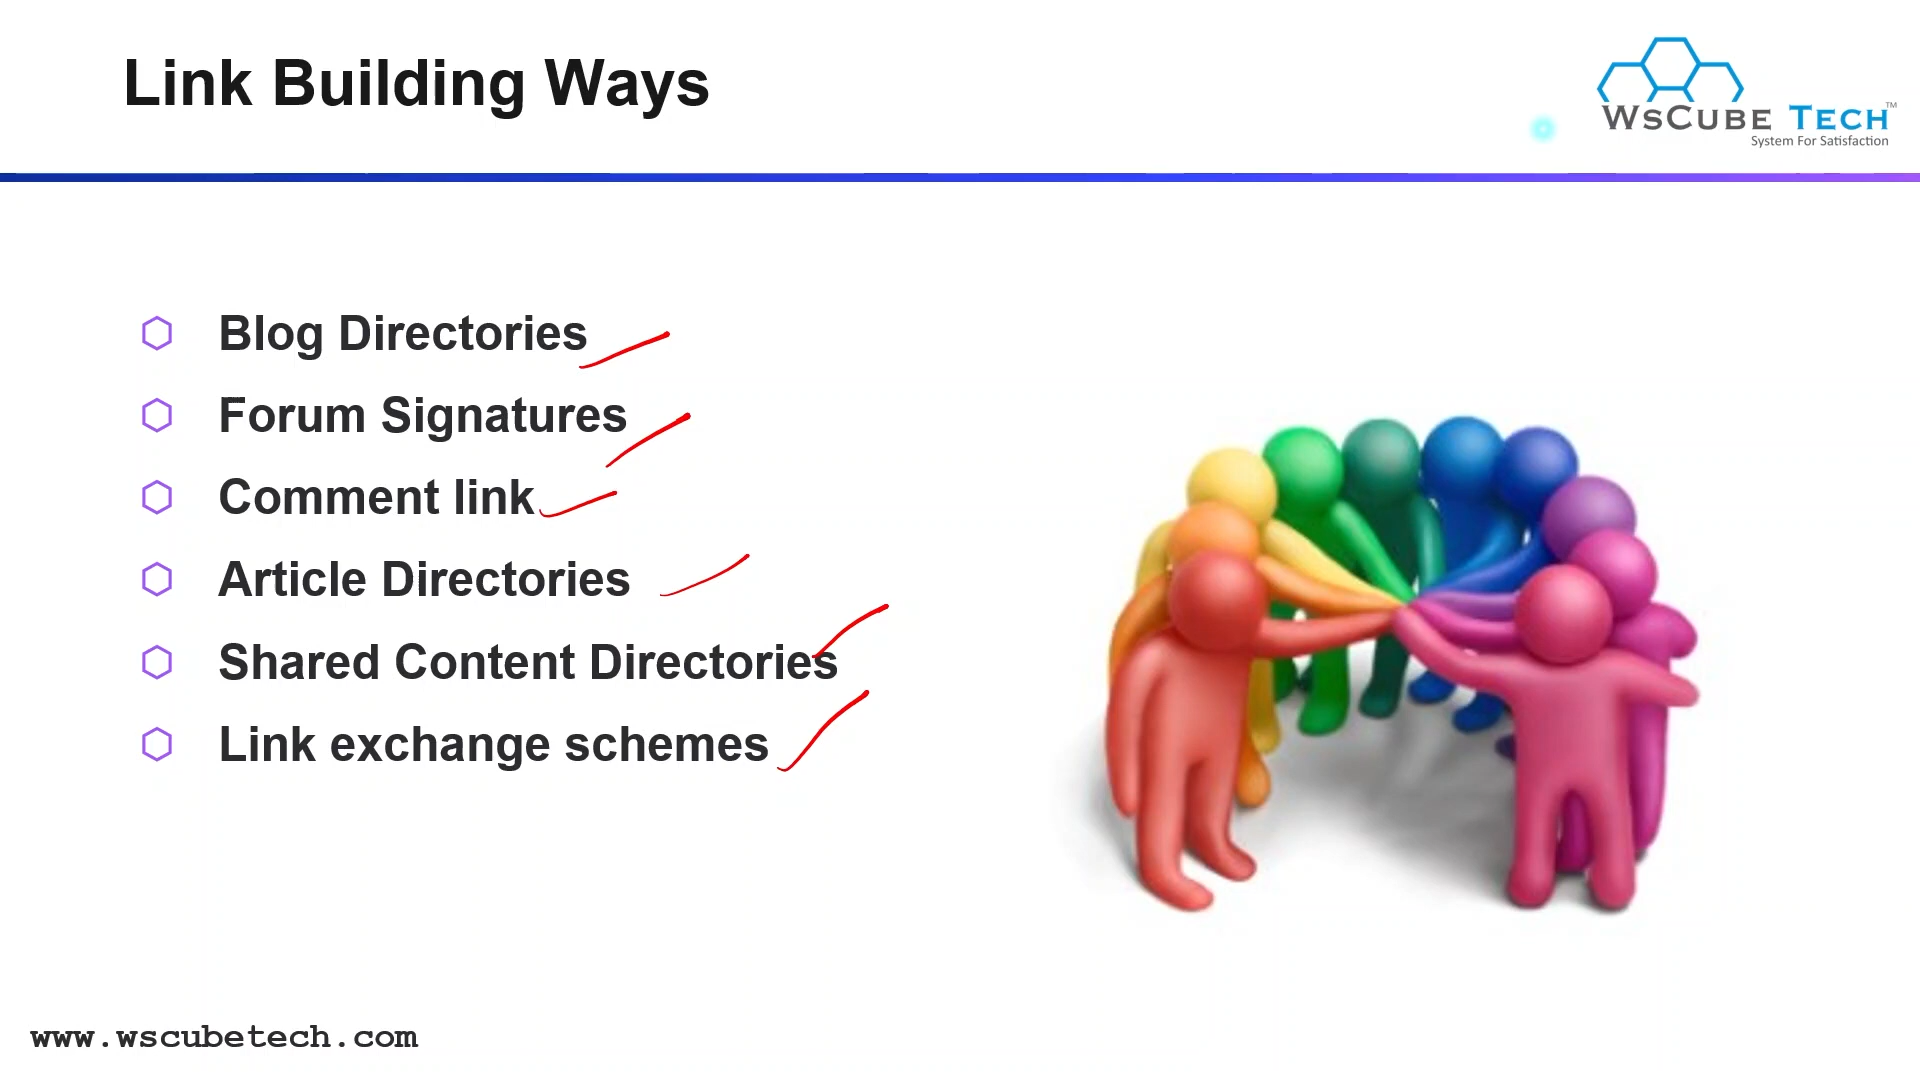 Link Building Ways
WsCube Tech™
System For Satisfaction
Blog Directories
Forum Signatures
Comment link
Article Directories
Shared Content Directories
Link exchange schemes
www.wscubetech.com